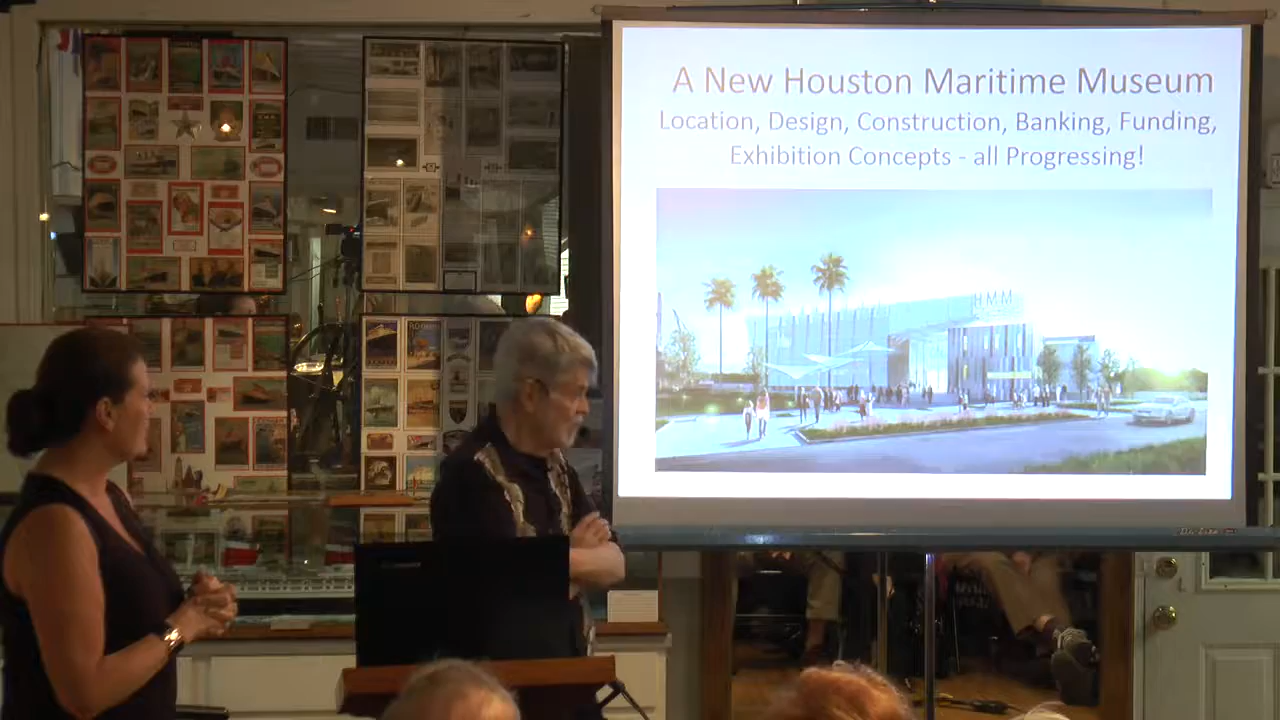 A New Houston Maritime Museum
Location, Design, Construction, Banking, Funding,
Exhibition Concepts - all Progressing!
HMM